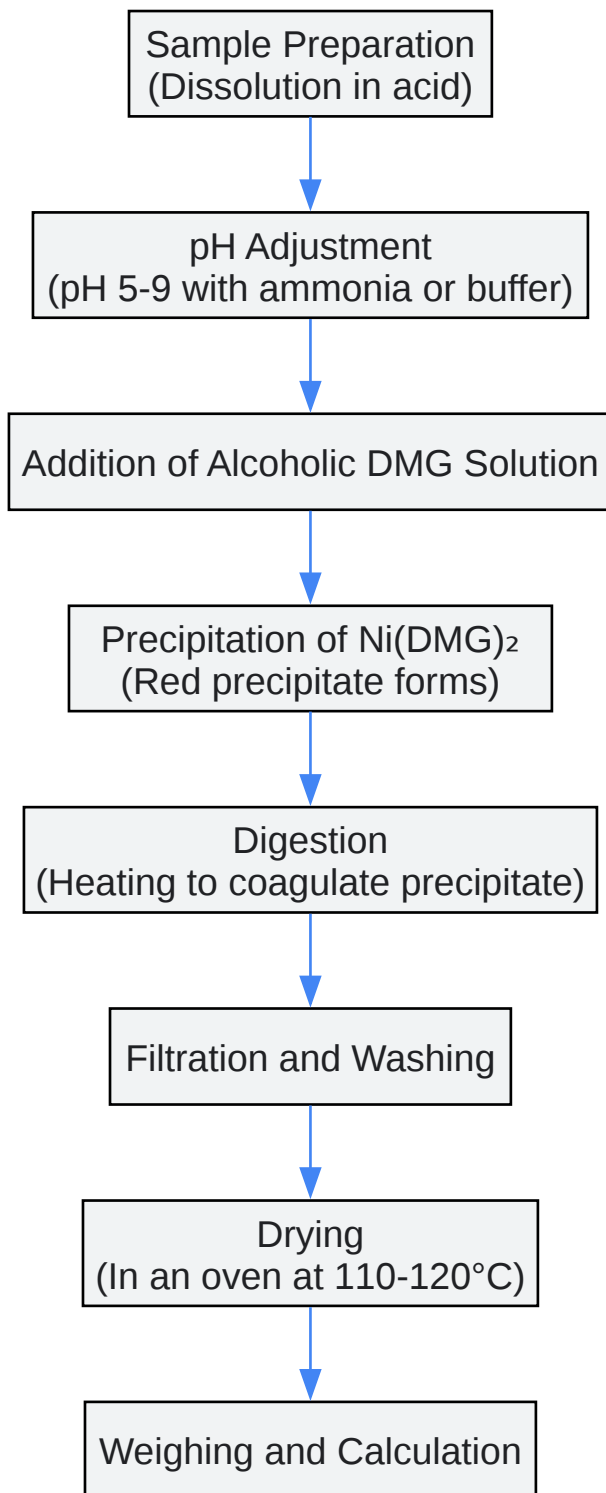 Sample Preparation
(Dissolution in acid)
pH Adjustment
(pH 5-9 with ammonia or buffer)
Addition of Alcoholic DMG Solution
Precipitation of Ni(DMG)₂
(Red precipitate forms)
Digestion
(Heating to coagulate precipitate)
Filtration and Washing
Drying
(In an oven at 110-120°C)
Weighing and Calculation